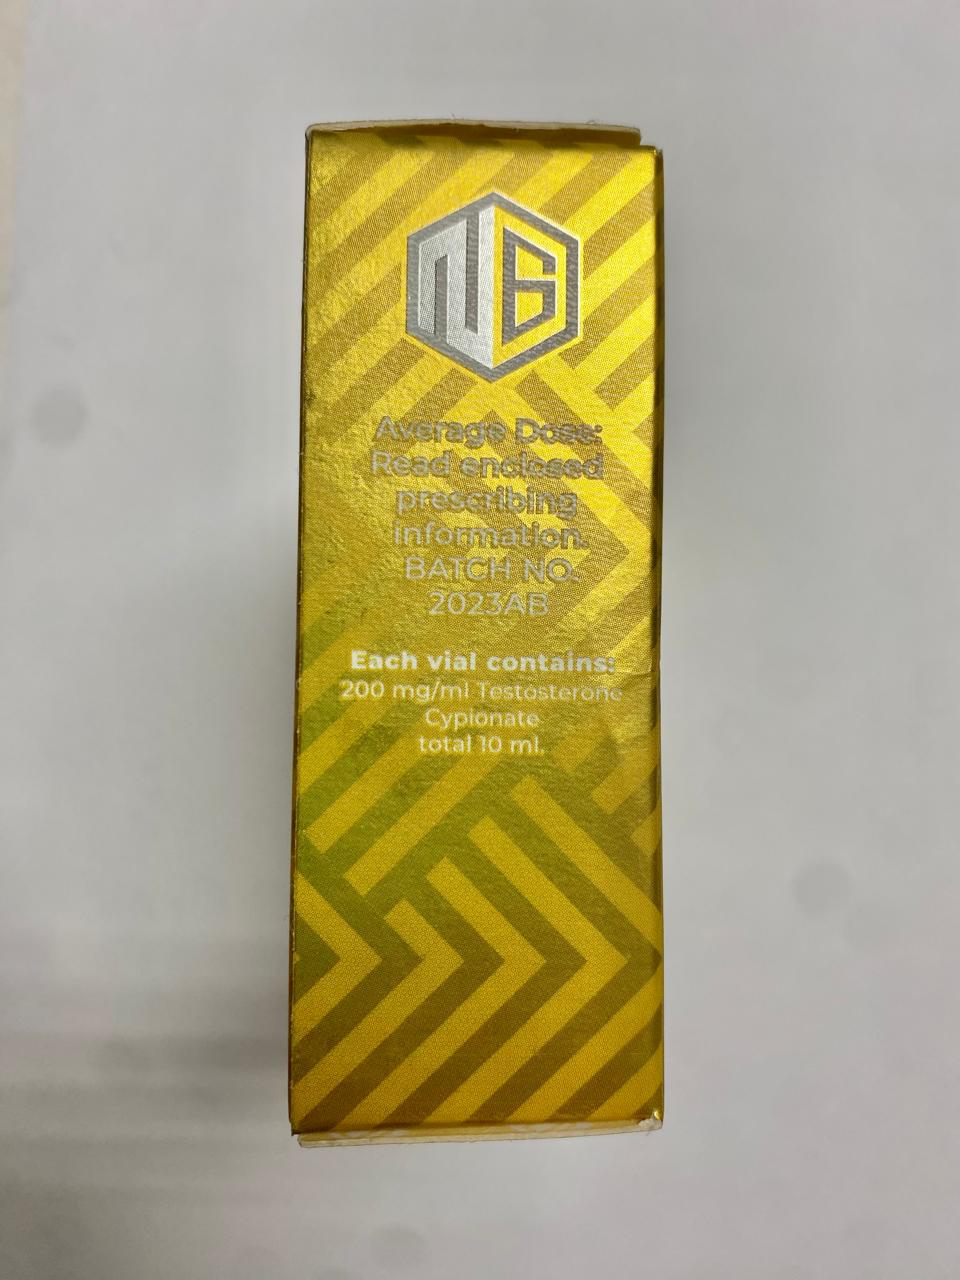 N6
Average Dose:
Read enclosed
prescribing
information.
BATCH NO.
2023AB
Each vial contains:
200 mg/ml Testosterone
Cypionate
total 10 ml.